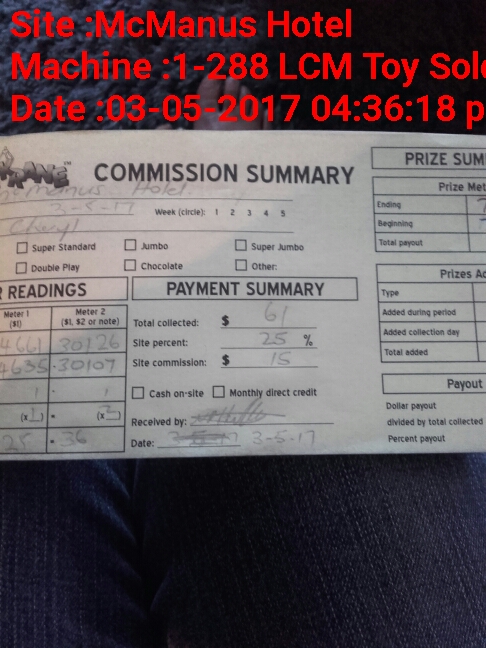 Site :McManus Hotel
Machine :1-288 LCM Toy Sol
Date :03-05-2017 04:36:18 p
RANE™ COMMISSION SUMMARY
McManus Hotel
3-5-17 Week (circle): 1 2 3 4 5
Cheryl
Super Standard Jumbo Super Jumbo
Double Play Chocolate Other:
R READINGS
Meter 1 Meter 2
($1) ($1, $2 or note)
4661 30126
4635 30107
(x 1) (x 2)
25 36
PAYMENT SUMMARY
Total collected: $ 61
Site percent: 25 %
Site commission: $ 15
Cash on-site Monthly direct credit
Received by:
Date: 3-5-17
PRIZE SUM
Prize Met
Ending
Beginning
Total payout
Prizes A
Type
Added during period
Added collection day
Total added
Payout
Dollar payout
divided by total collected
Percent payout